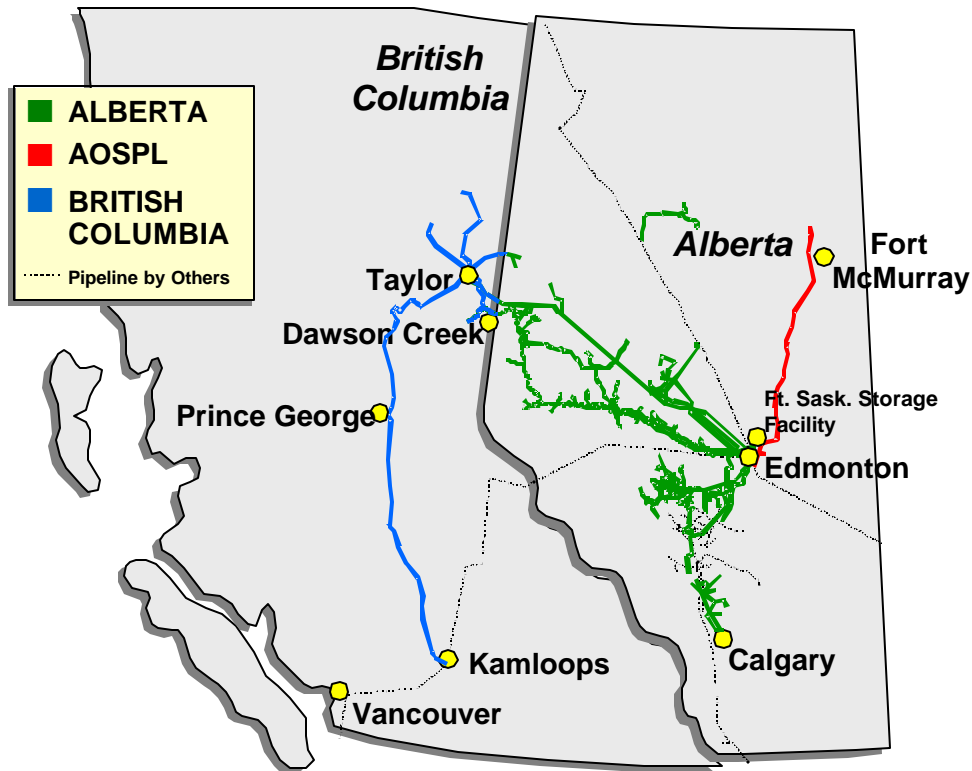 British
Columbia
ALBERTA
AOSPL
BRITISH
COLUMBIA
Pipeline by Others
Alberta
Fort
McMurray
Taylor
Dawson Creek
Prince George
Ft. Sask. Storage
Facility
Edmonton
Kamloops
Calgary
Vancouver